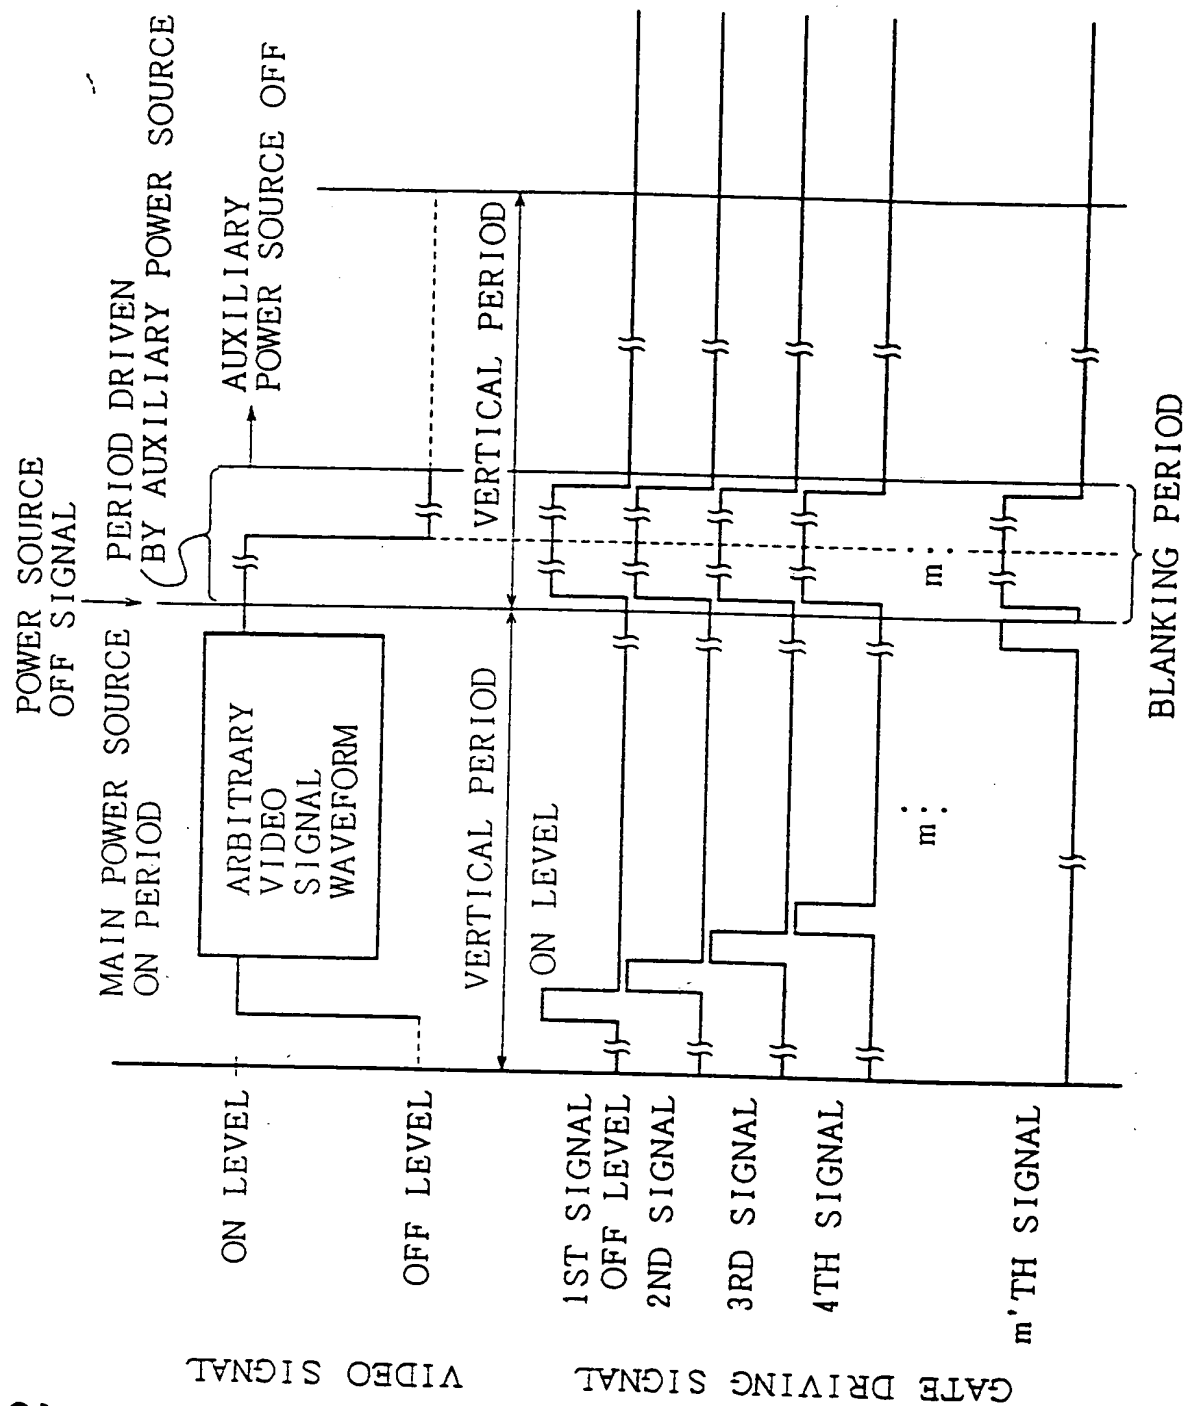 POWER SOURCE
OFF SIGNAL
MAIN POWER SOURCE
ON PERIOD
PERIOD DRIVEN
BY AUXILIARY POWER SOURCE
AUXILIARY
POWER SOURCE OFF
VIDEO SIGNAL
ON LEVEL
ARBITRARY
VIDEO
SIGNAL
WAVEFORM
OFF LEVEL
VERTICAL PERIOD
VERTICAL PERIOD
GATE DRIVING SIGNAL
ON LEVEL
1ST SIGNAL
OFF LEVEL
2ND SIGNAL
3RD SIGNAL
4TH SIGNAL
m
m
m'TH SIGNAL
BLANKING PERIOD